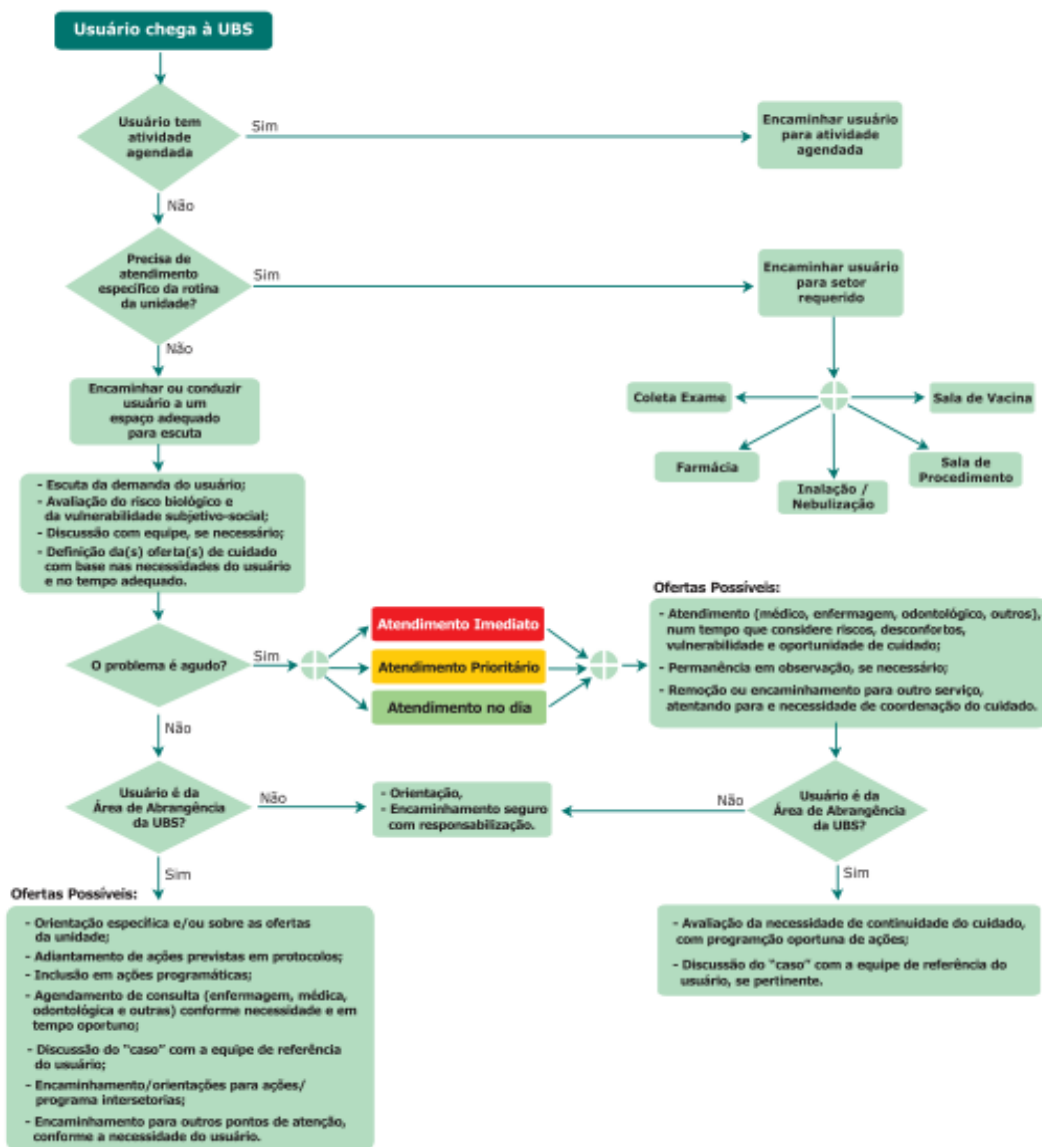 Usuário chega à UBS
Usuário tem
atividade
agendada
Sim
Encaminhar usuário
para atividade
agendada
Não
Precisa de
atendimento
específico da rotina
da unidade?
Sim
Encaminhar usuário
para setor
requerido
Não
Encaminhar ou conduzir
usuário a um
espaço adequado
para escuta
Coleta Exame
Sala de Vacina
Farmácia
Sala de
Procedimento
Inalação /
Nebulização
- Escuta da demanda do usuário;
- Avaliação do risco biológico e
da vulnerabilidade subjetivo-social;
- Discussão com equipe, se necessário;
- Definição da(s) oferta(s) de cuidado
com base nas necessidades do usuário
e no tempo adequado.
O problema é agudo?
Sim
Atendimento Imediato
Atendimento Prioritário
Atendimento no dia
Ofertas Possíveis:
- Atendimento (médico, enfermagem, odontológico, outros),
num tempo que considere riscos, desconfortos,
vulnerabilidade e oportunidade de cuidado;
- Permanência em observação, se necessário;
- Remoção ou encaminhamento para outro serviço,
atentando para e necessidade de coordenação do cuidado.
Não
Usuário é da
Área de Abrangência
da UBS?
Não
- Orientação,
- Encaminhamento seguro
com responsabilização.
Não
Usuário é da
Área de Abrangência
da UBS?
Sim
Sim
Ofertas Possíveis:
- Orientação específica e/ou sobre as ofertas
da unidade;
- Adiantamento de ações previstas em protocolos;
- Inclusão em ações programáticas;
- Agendamento de consulta (enfermagem, médica,
odontológica e outras) conforme necessidade e em
tempo oportuno;
- Discussão do "caso" com a equipe de referência
do usuário;
- Encaminhamento/orientações para ações/
programa intersetorias;
- Encaminhamento para outros pontos de atenção,
conforme a necessidade do usuário.
- Avaliação da necessidade de continuidade do cuidado,
com programção oportuna de ações;
- Discussão do "caso" com a equipe de referência do
usuário, se pertinente.